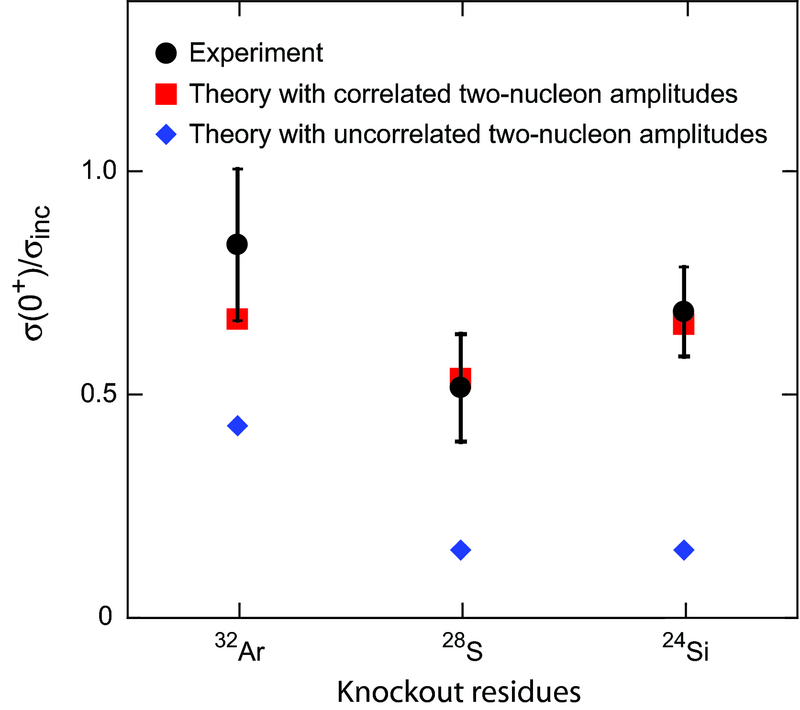 Experiment
Theory with correlated two-nucleon amplitudes
Theory with uncorrelated two-nucleon amplitudes
1.0
σ(0⁺)/σinc
0.5
0
³²Ar ²⁸S ²⁴Si
Knockout residues